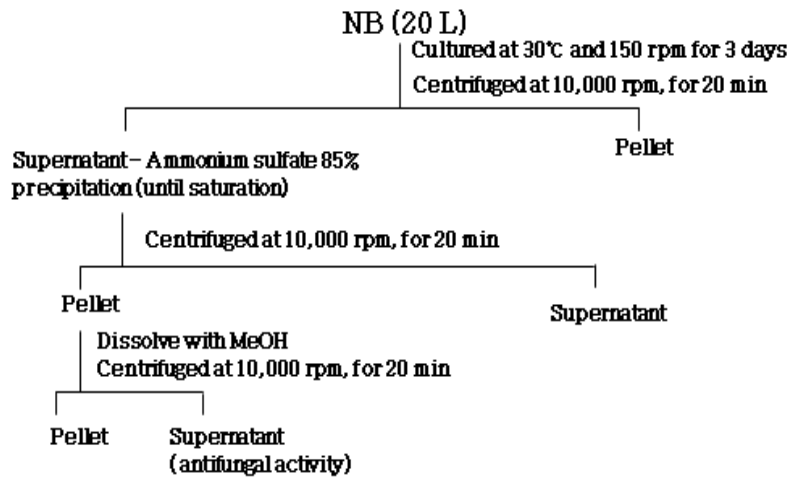 NB (20 L)
Cultured at 30℃ and 150 rpm for 3 days
Centrifuged at 10,000 rpm, for 20 min
Pellet
Supernatant- Ammonium sulfate 85%
precipitation (until saturation)
Centrifuged at 10,000 rpm, for 20 min
Pellet
Supernatant
Dissolve with MeOH
Centrifuged at 10,000 rpm, for 20 min
Pellet
Supernatant
(antifungal activity)